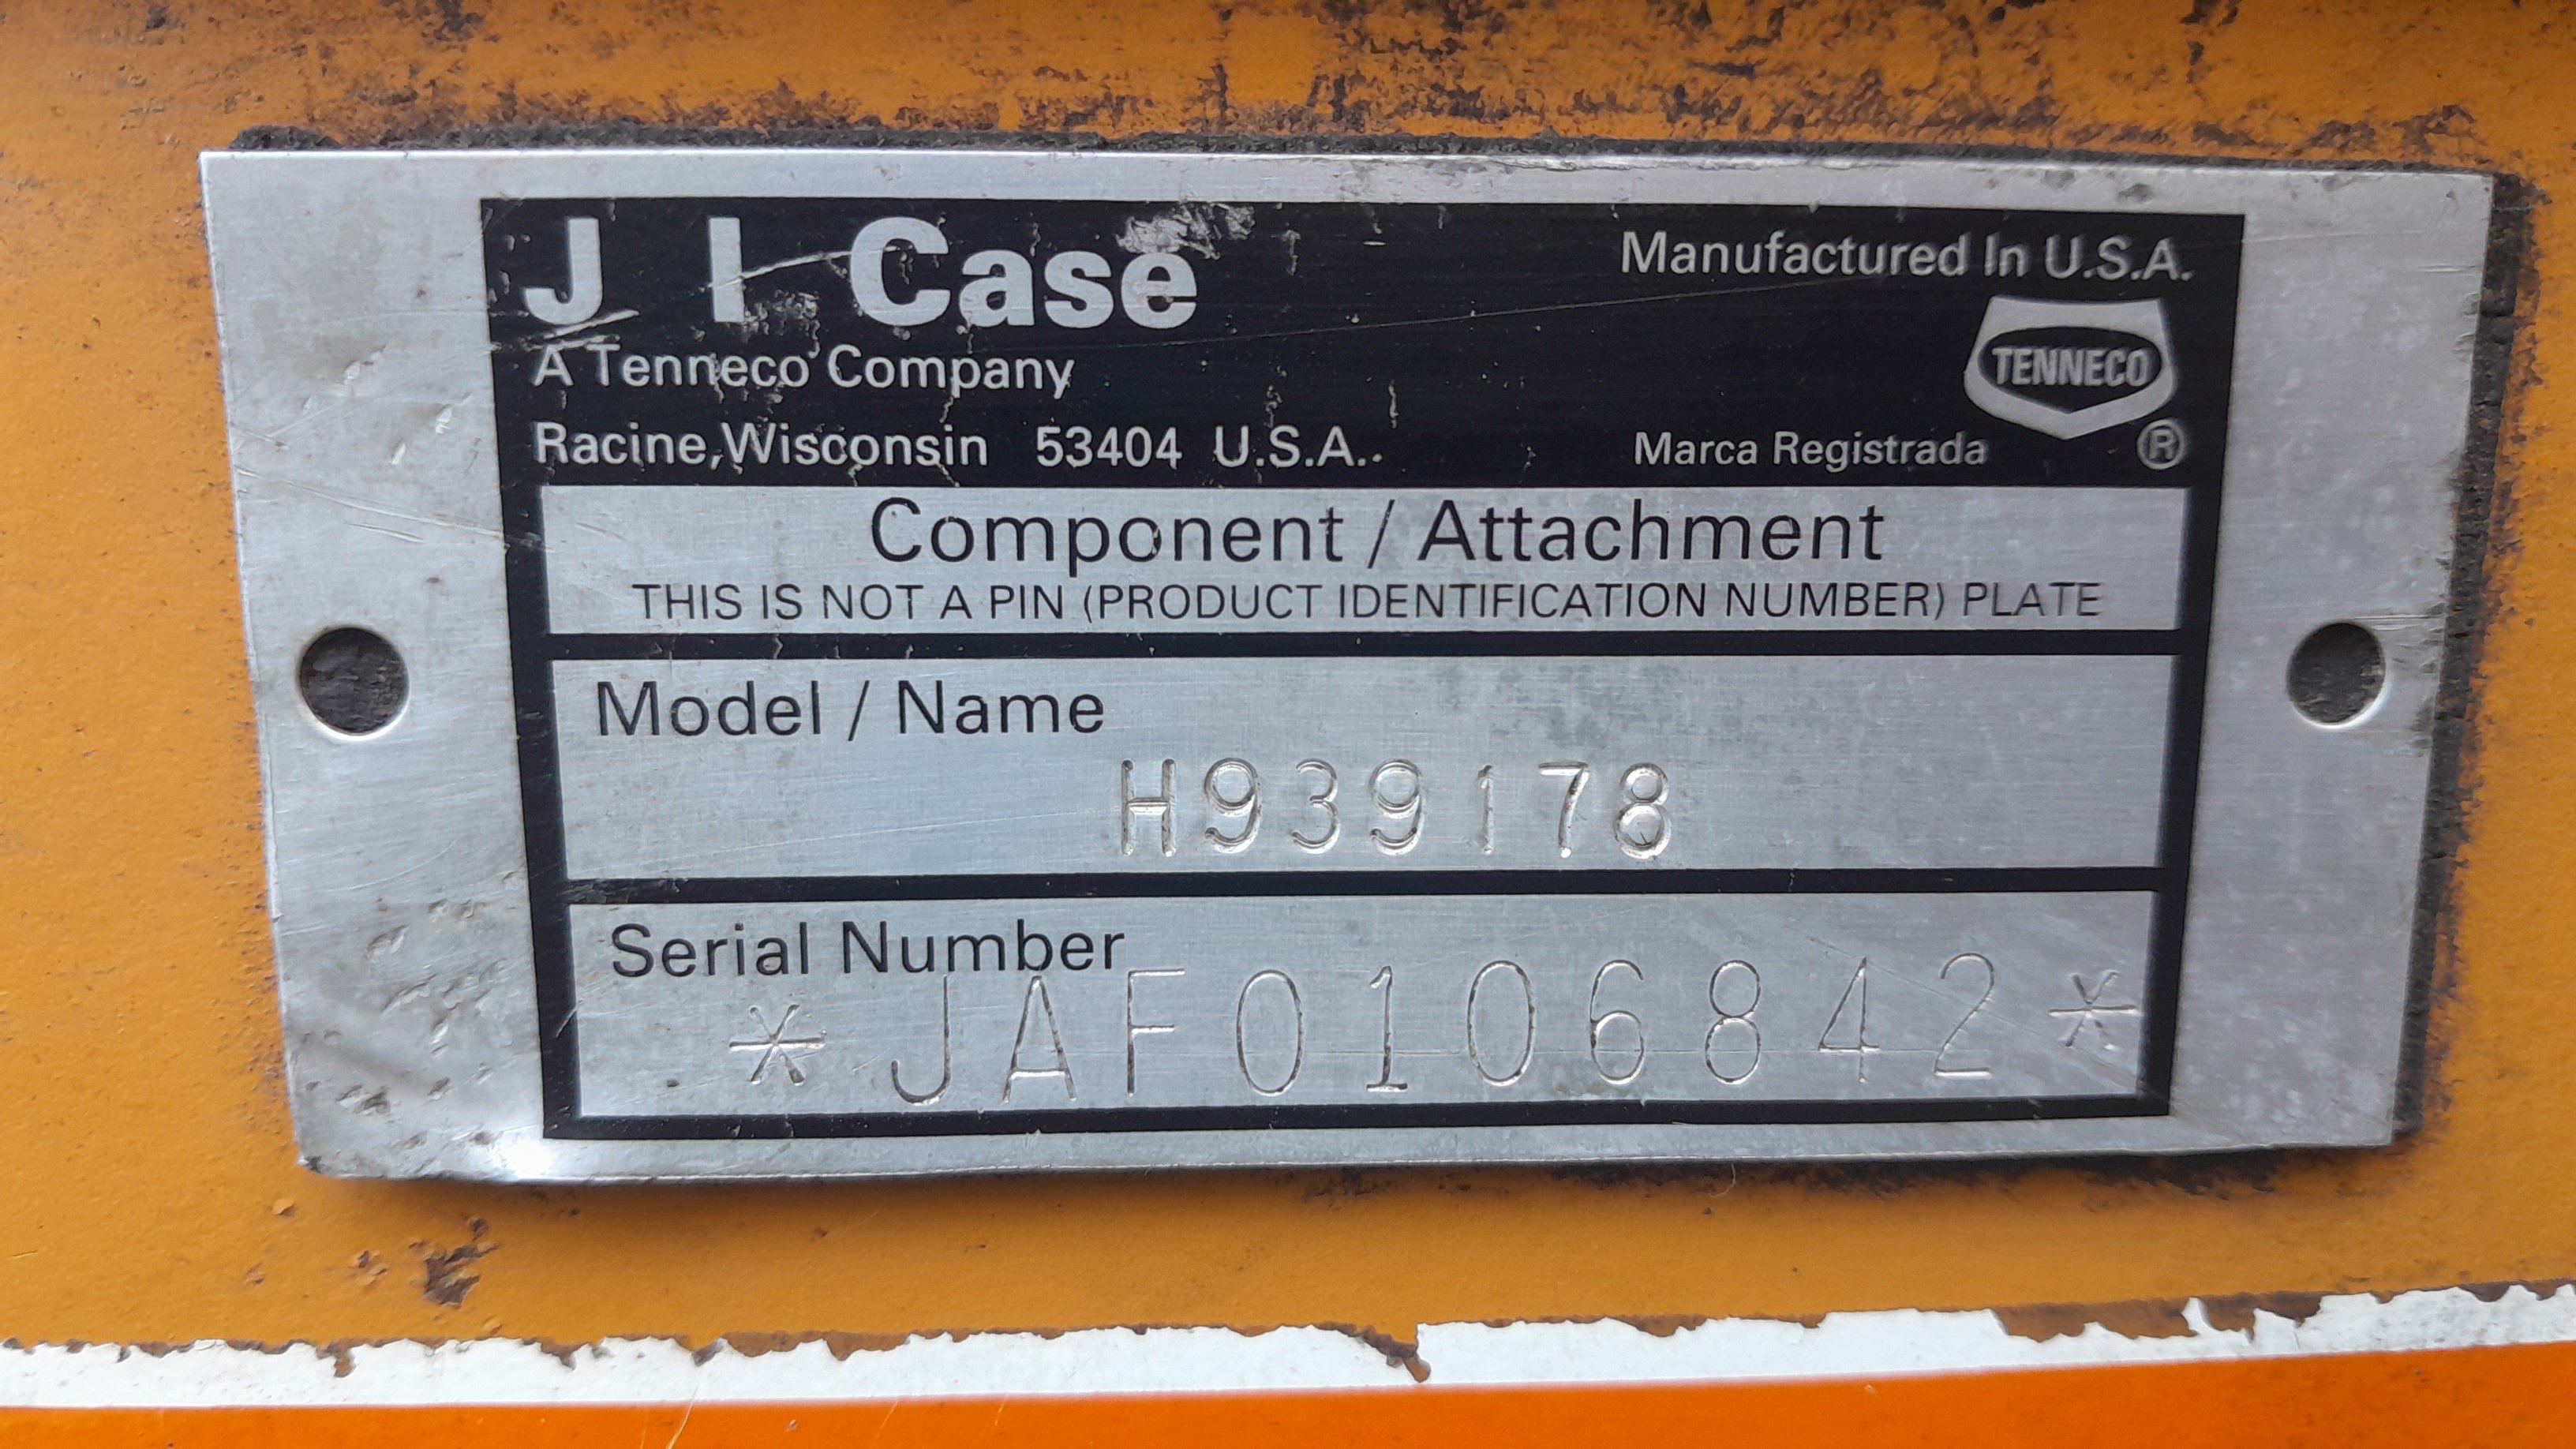 J I Case
Manufactured In U.S.A.
A Tenneco Company
TENNECO
Racine, Wisconsin 53404 U.S.A.
Marca Registrada ®
Component / Attachment
THIS IS NOT A PIN (PRODUCT IDENTIFICATION NUMBER) PLATE
Model / Name
H939178
Serial Number
*JAF0106842*